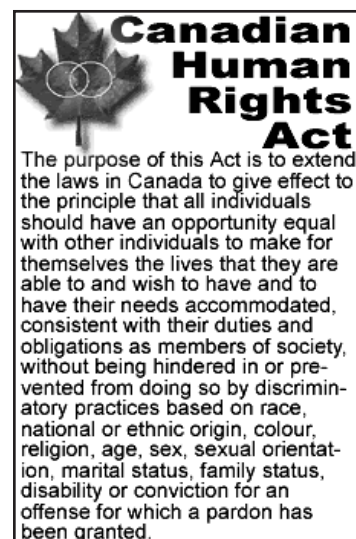 Canadian
Human
Rights
Act
The purpose of this Act is to extend
the laws in Canada to give effect to
the principle that all individuals
should have an opportunity equal
with other individuals to make for
themselves the lives that they are
able to and wish to have and to
have their needs accommodated,
consistent with their duties and
obligations as members of society,
without being hindered in or pre-
vented from doing so by discrimin-
atory practices based on race,
national or ethnic origin, colour,
religion, age, sex, sexual orientat-
ion, marital status, family status,
disability or conviction for an
offense for which a pardon has
been granted.